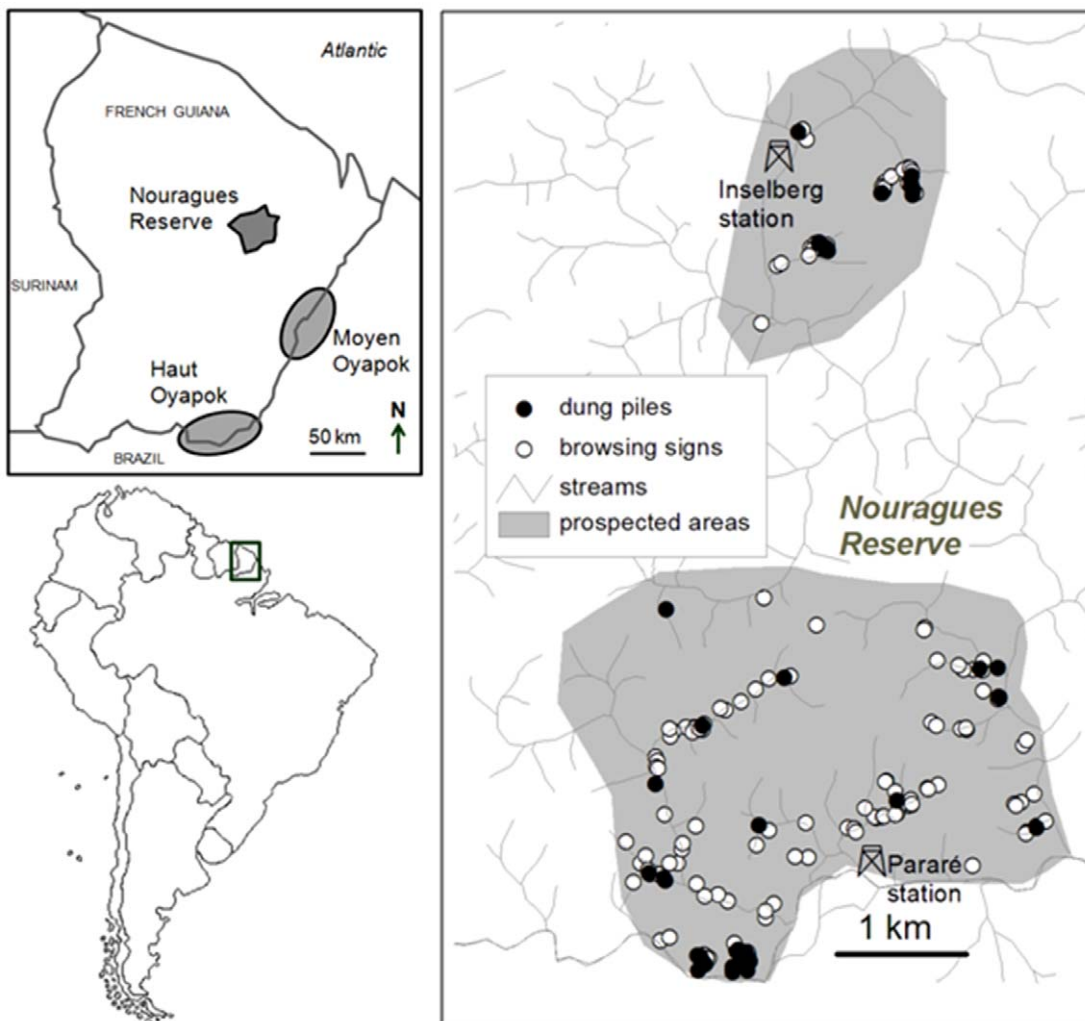 Atlantic
FRENCH GUIANA
Nouragues
Reserve
SURINAM
Moyen
Oyapok
Haut
Oyapok
N
50 km
BRAZIL
Inselberg
station
dung piles
browsing signs
streams
prospected areas
Nouragues
Reserve
Pararé
station
1 km